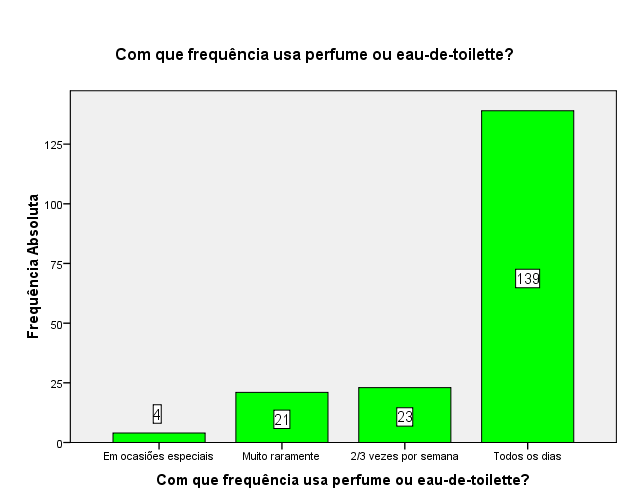 Com que frequência usa perfume ou eau-de-toilette?
Frequência Absoluta
125
100
75
50
25
0
4
21
23
139
Em ocasiões especiais
Muito raramente
2/3 vezes por semana
Todos os dias
Com que frequência usa perfume ou eau-de-toilette?